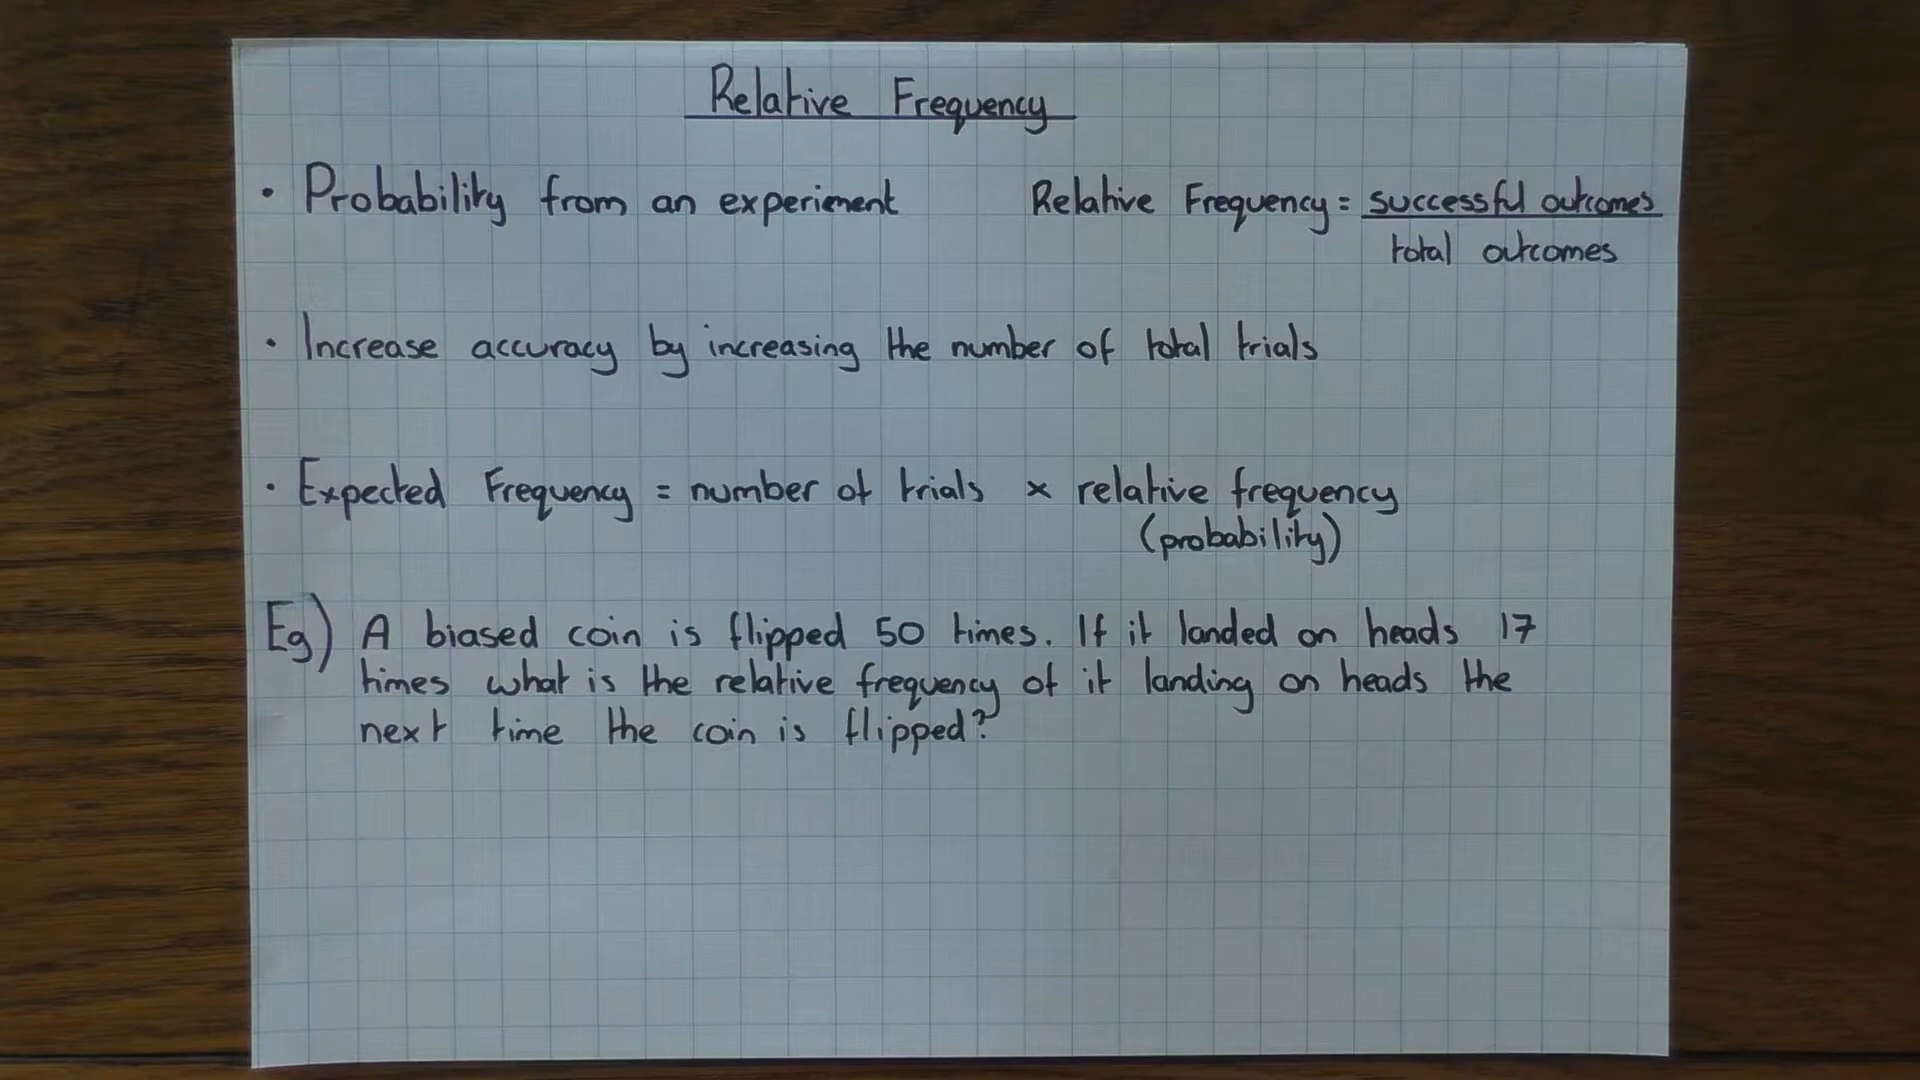 Relative Frequency
• Probability from an experiment
Relative Frequency = successful outcomes
total outcomes
• Increase accuracy by increasing the number of total trials
• Expected Frequency = number of trials × relative frequency
(probability)
Eg) A biased coin is flipped 50 times. If it landed on heads 17
times what is the relative frequency of it landing on heads the
next time the coin is flipped?